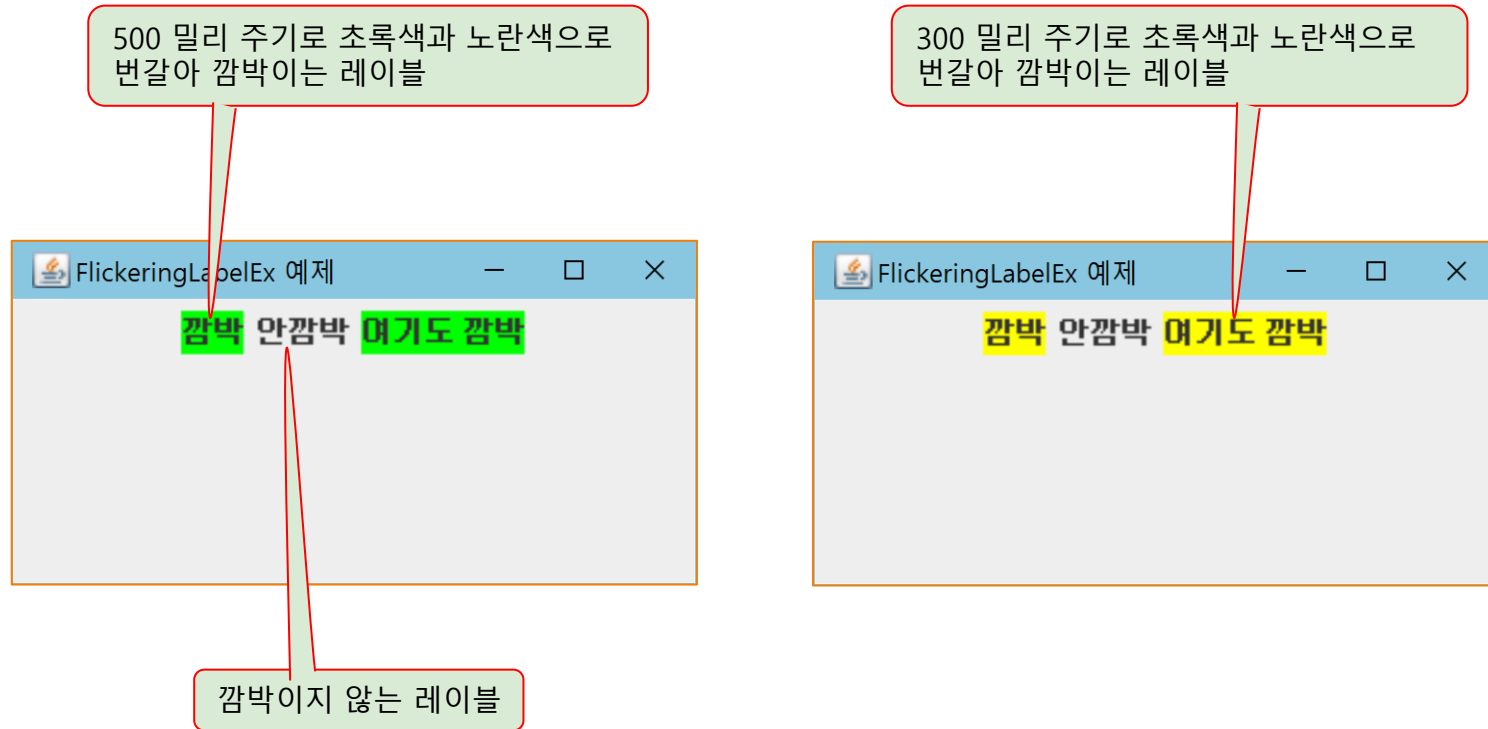 500 밀리 주기로 초록색과 노란색으로
번갈아 깜박이는 레이블
FlickeringLabelEx 예제
깜박 안깜박 여기도 깜박
깜박이지 않는 레이블
300 밀리 주기로 초록색과 노란색으로
번갈아 깜박이는 레이블
FlickeringLabelEx 예제
깜박 안깜박 여기도 깜박